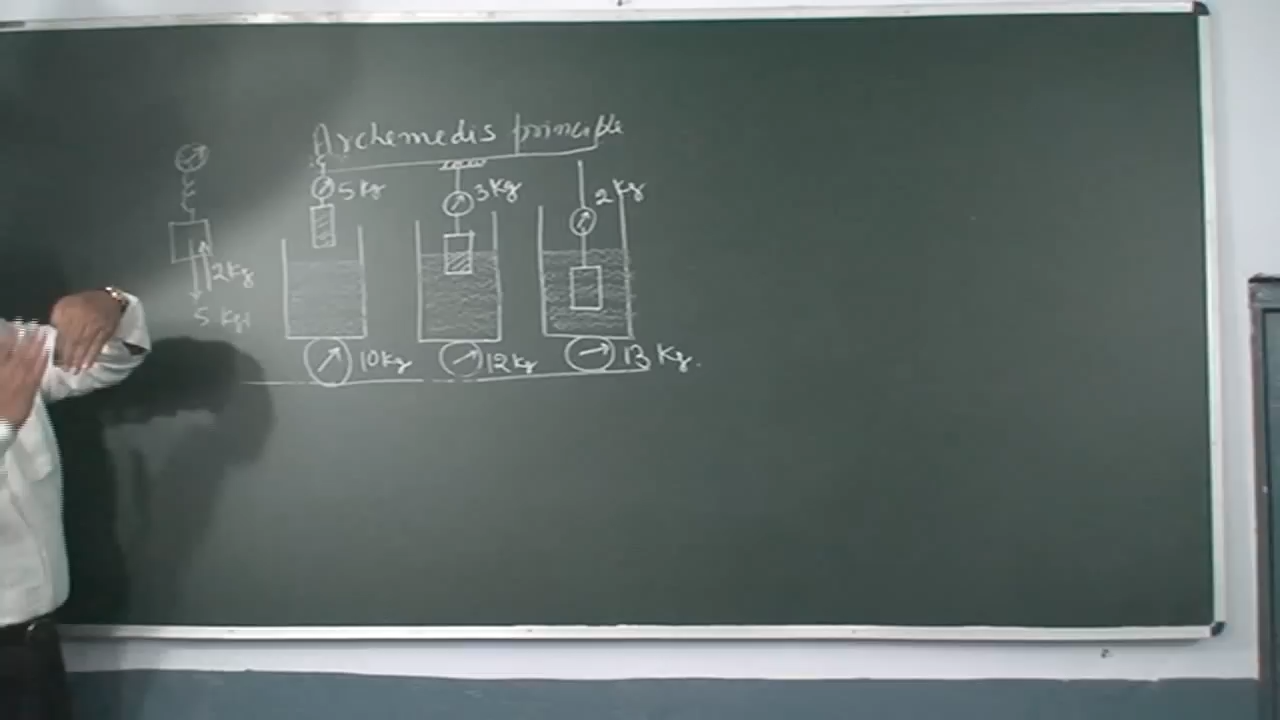 Archemedis principle
5 kg 3 kg 2 kg
2 kg
5 kg
10 kg 12 kg 13 kg.